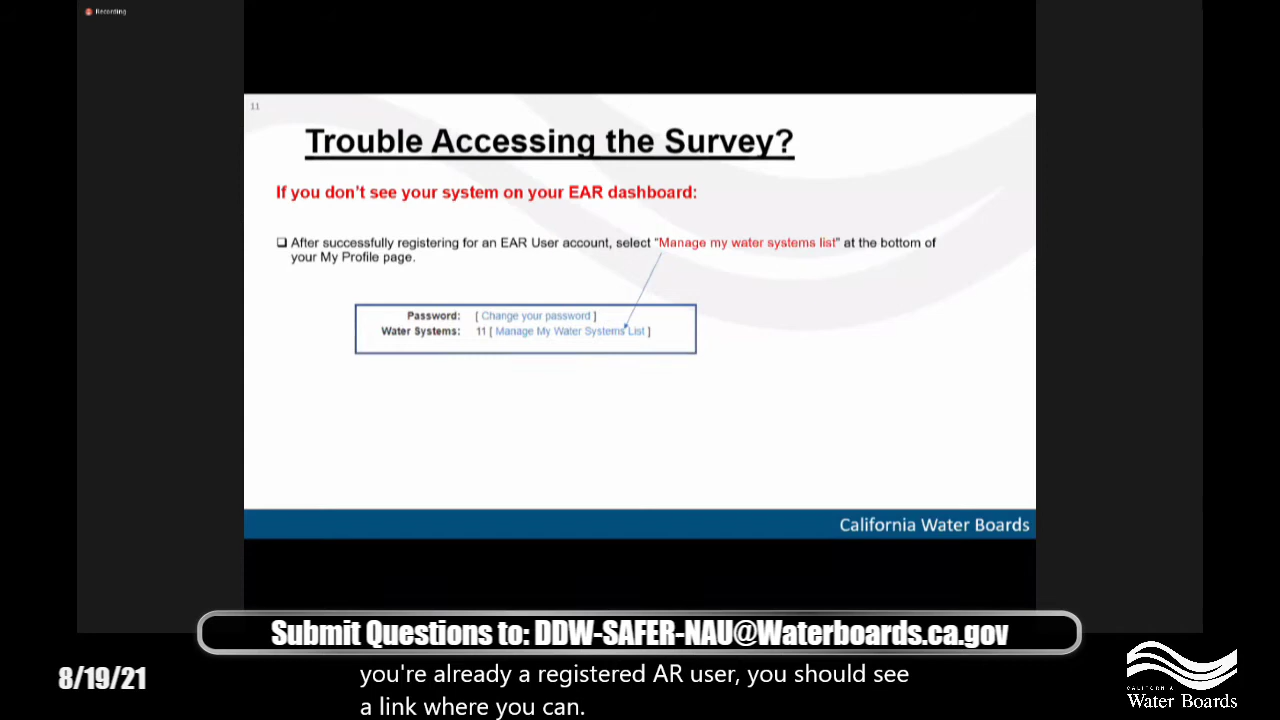 Recording
11
Trouble Accessing the Survey?
If you don't see your system on your EAR dashboard:
❑ After successfully registering for an EAR User account, select "Manage my water systems list" at the bottom of
your My Profile page.
Password: [ Change your password ]
Water Systems: 11 [ Manage My Water Systems List ]
California Water Boards
Submit Questions to: DDW-SAFER-NAU@Waterboards.ca.gov
8/19/21
you're already a registered AR user, you should see
a link where you can.
CALIFORNIA
Water Boards